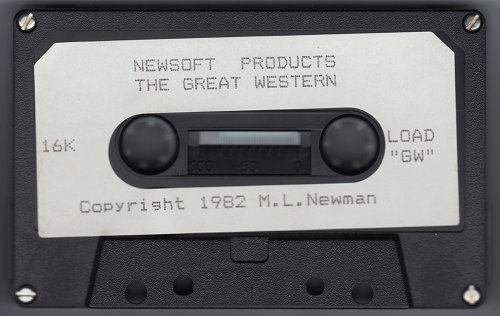 NEWSOFT PRODUCTS
THE GREAT WESTERN
16K
LOAD
"GW"
100 50 0
Copyright 1982 M.L.Newman